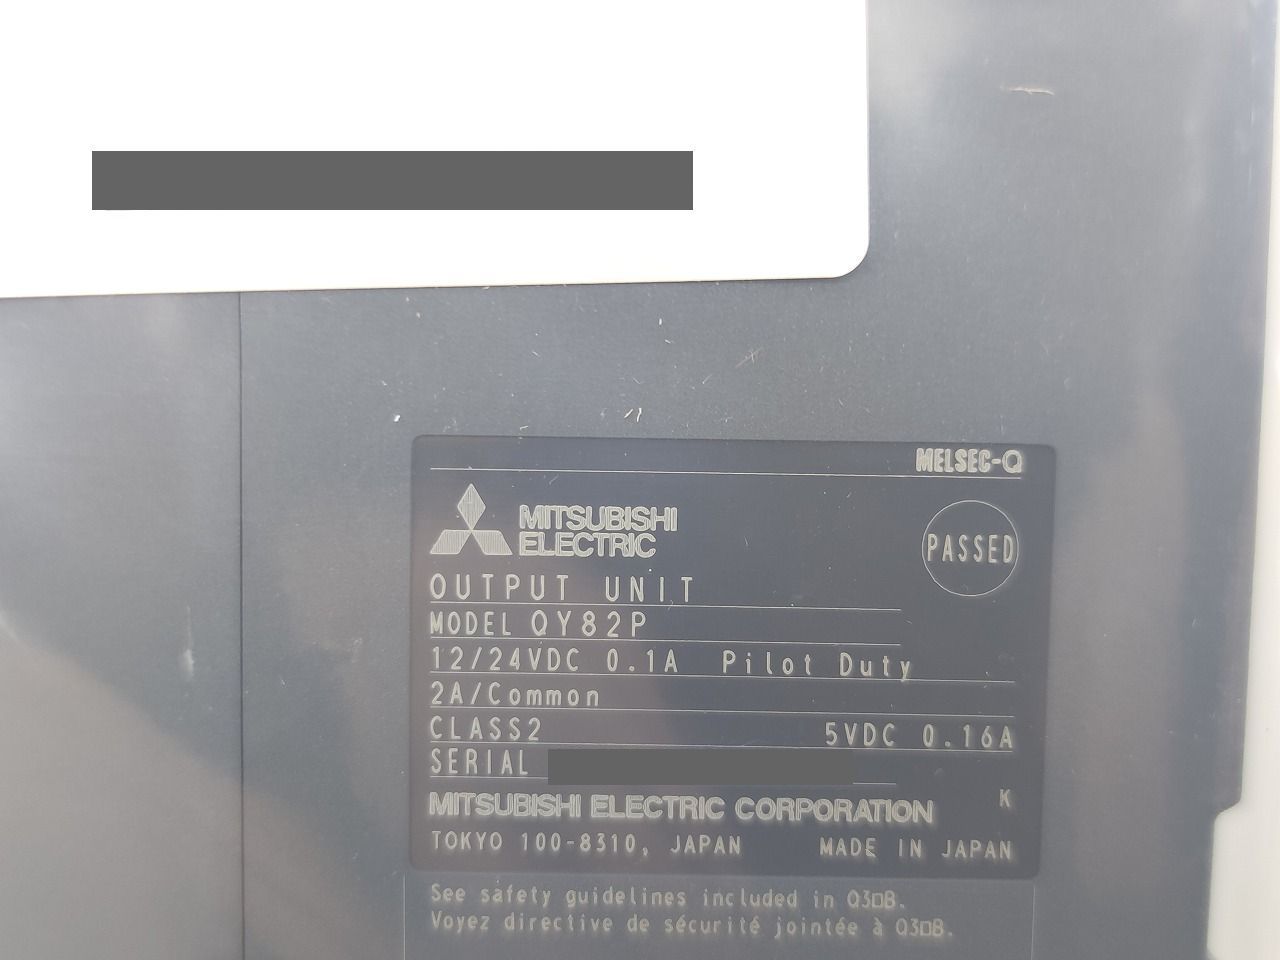 MELSEC-Q
MITSUBISHI
ELECTRIC
PASSED
OUTPUT UNIT
MODEL QY82P
12/24VDC 0.1A Pilot Duty
2A/Common
CLASS2 5VDC 0.16A
SERIAL
K
MITSUBISHI ELECTRIC CORPORATION
TOKYO 100-8310, JAPAN MADE IN JAPAN
See safety guidelines included in Q3□B.
Voyez directive de sécurité jointée à Q3□B.